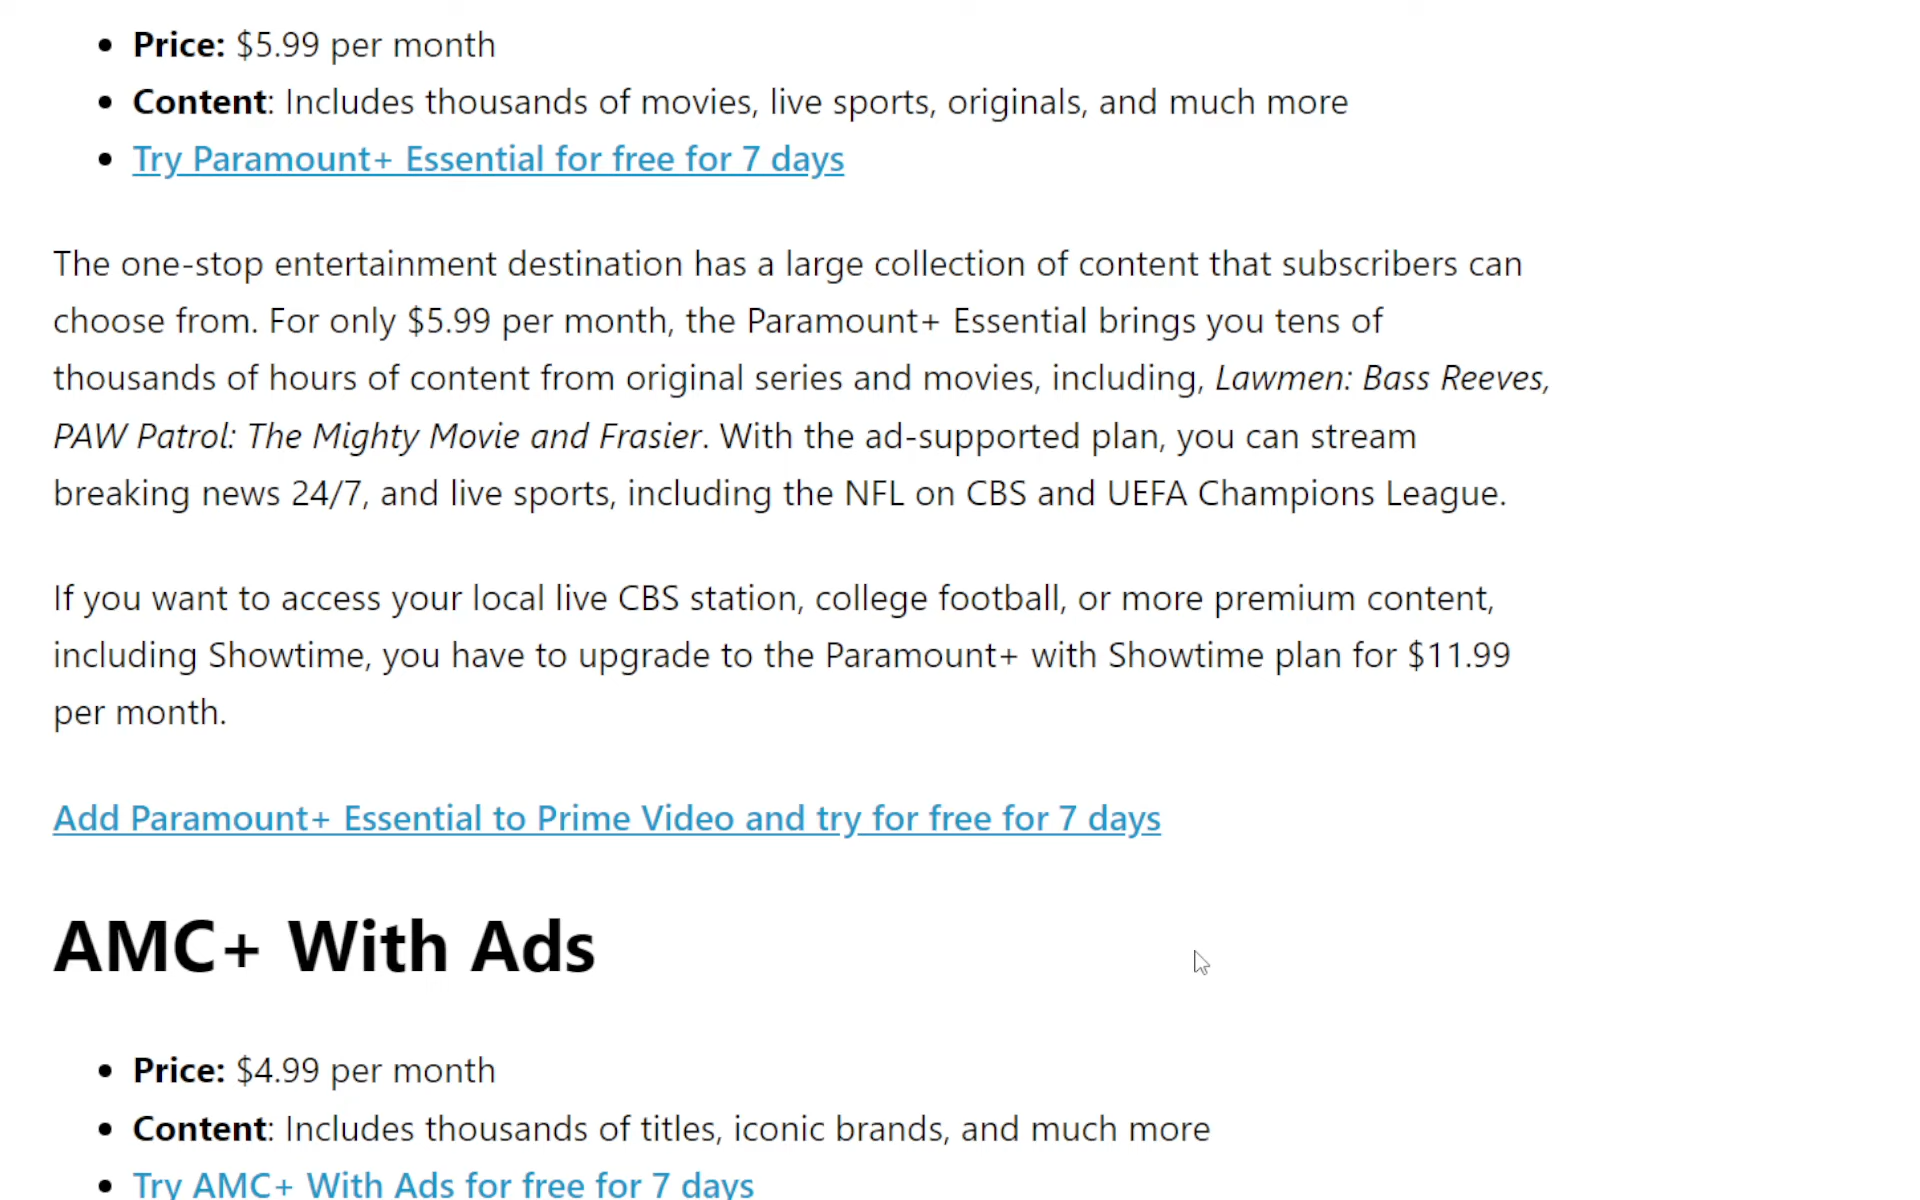 Price: $5.99 per month
Content: Includes thousands of movies, live sports, originals, and much more
Try Paramount+ Essential for free for 7 days
The one-stop entertainment destination has a large collection of content that subscribers can
choose from. For only $5.99 per month, the Paramount+ Essential brings you tens of
thousands of hours of content from original series and movies, including, Lawmen: Bass Reeves,
PAW Patrol: The Mighty Movie and Frasier. With the ad-supported plan, you can stream
breaking news 24/7, and live sports, including the NFL on CBS and UEFA Champions League.
If you want to access your local live CBS station, college football, or more premium content,
including Showtime, you have to upgrade to the Paramount+ with Showtime plan for $11.99
per month.
Add Paramount+ Essential to Prime Video and try for free for 7 days
AMC+ With Ads
Price: $4.99 per month
Content: Includes thousands of titles, iconic brands, and much more
Try AMC+ With Ads for free for 7 days